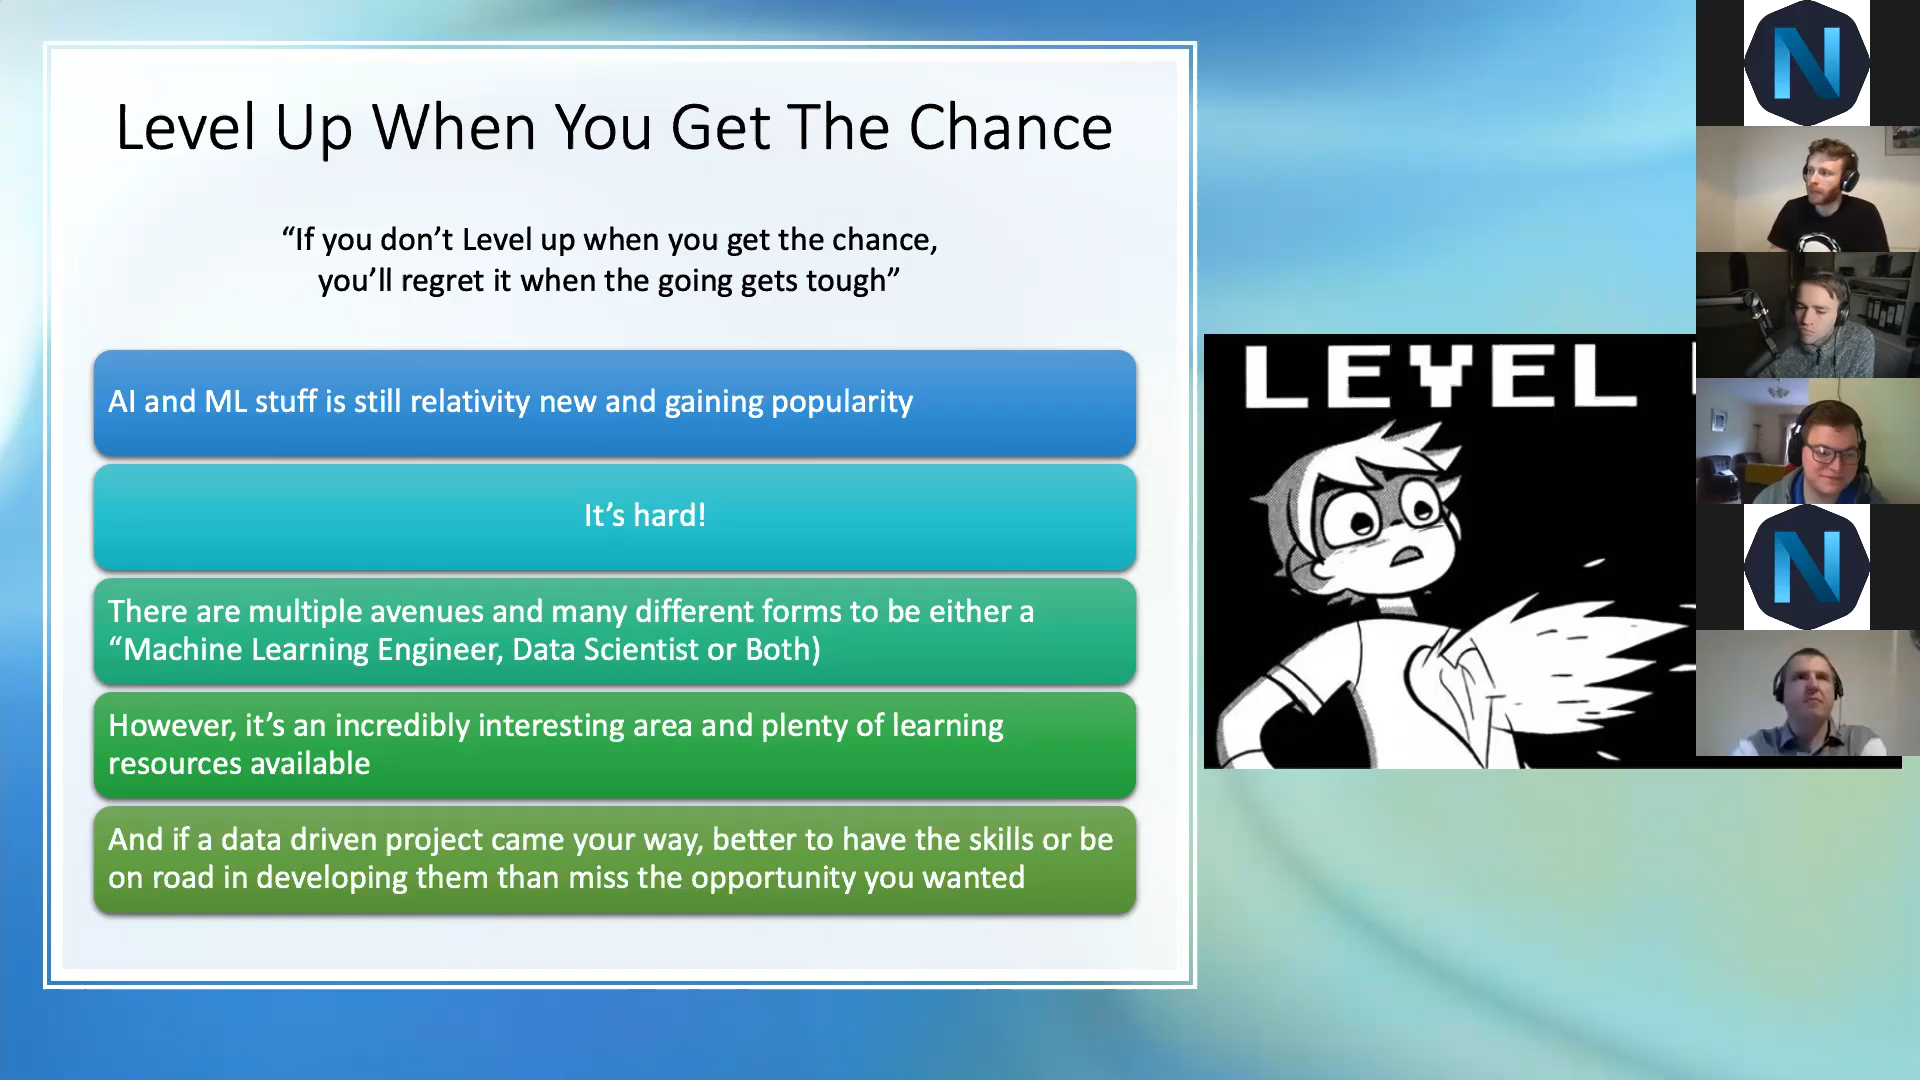 Level Up When You Get The Chance
“If you don’t Level up when you get the chance,
you’ll regret it when the going gets tough”
AI and ML stuff is still relativity new and gaining popularity
It’s hard!
There are multiple avenues and many different forms to be either a
“Machine Learning Engineer, Data Scientist or Both)
However, it’s an incredibly interesting area and plenty of learning
resources available
And if a data driven project came your way, better to have the skills or be
on road in developing them than miss the opportunity you wanted
LEVEL
N
N